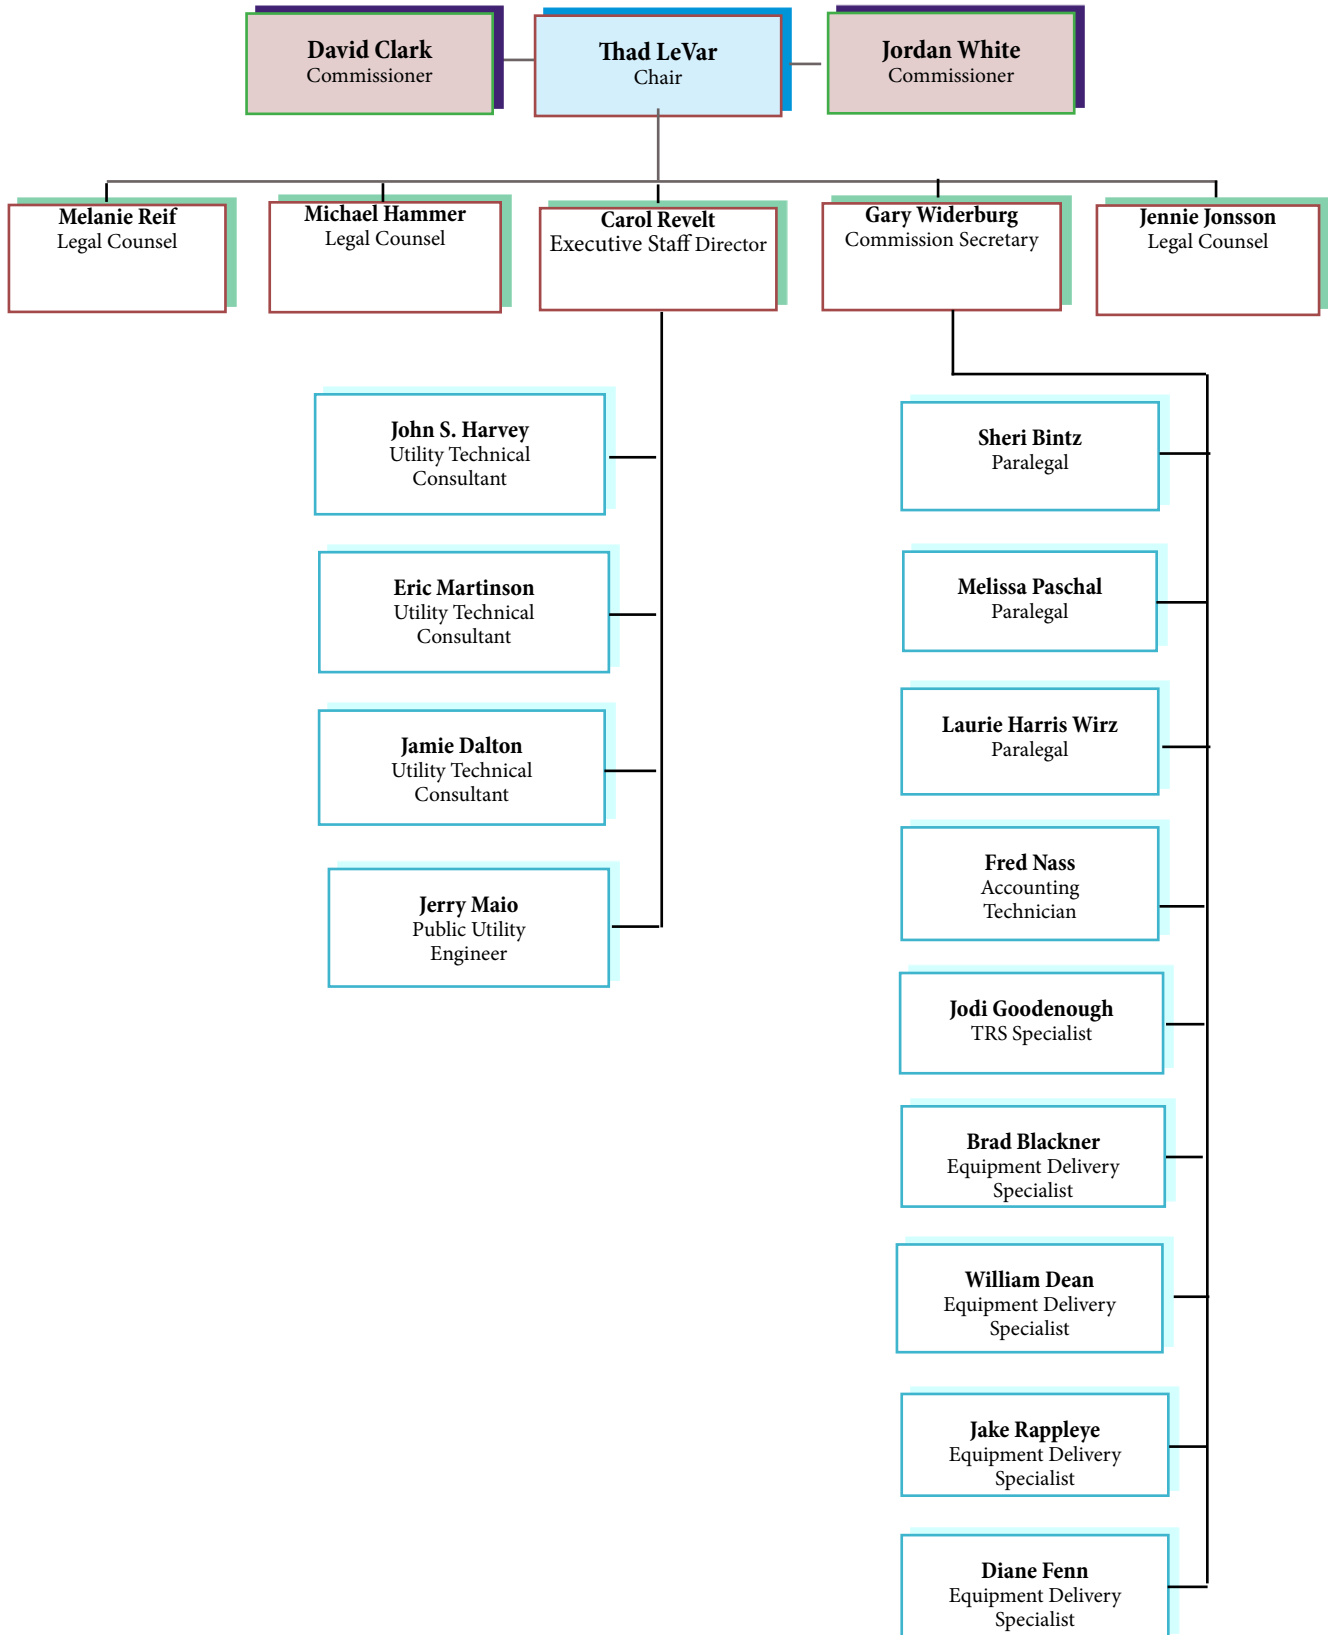 David Clark
Commissioner
Thad LeVar
Chair
Jordan White
Commissioner
Melanie Reif
Legal Counsel
Michael Hammer
Legal Counsel
Carol Revelt
Executive Staff Director
Gary Widerburg
Commission Secretary
Jennie Jonsson
Legal Counsel
John S. Harvey
Utility Technical
Consultant
Eric Martinson
Utility Technical
Consultant
Jamie Dalton
Utility Technical
Consultant
Jerry Maio
Public Utility
Engineer
Sheri Bintz
Paralegal
Melissa Paschal
Paralegal
Laurie Harris Wirz
Paralegal
Fred Nass
Accounting
Technician
Jodi Goodenough
TRS Specialist
Brad Blackner
Equipment Delivery
Specialist
William Dean
Equipment Delivery
Specialist
Jake Rappleye
Equipment Delivery
Specialist
Diane Fenn
Equipment Delivery
Specialist